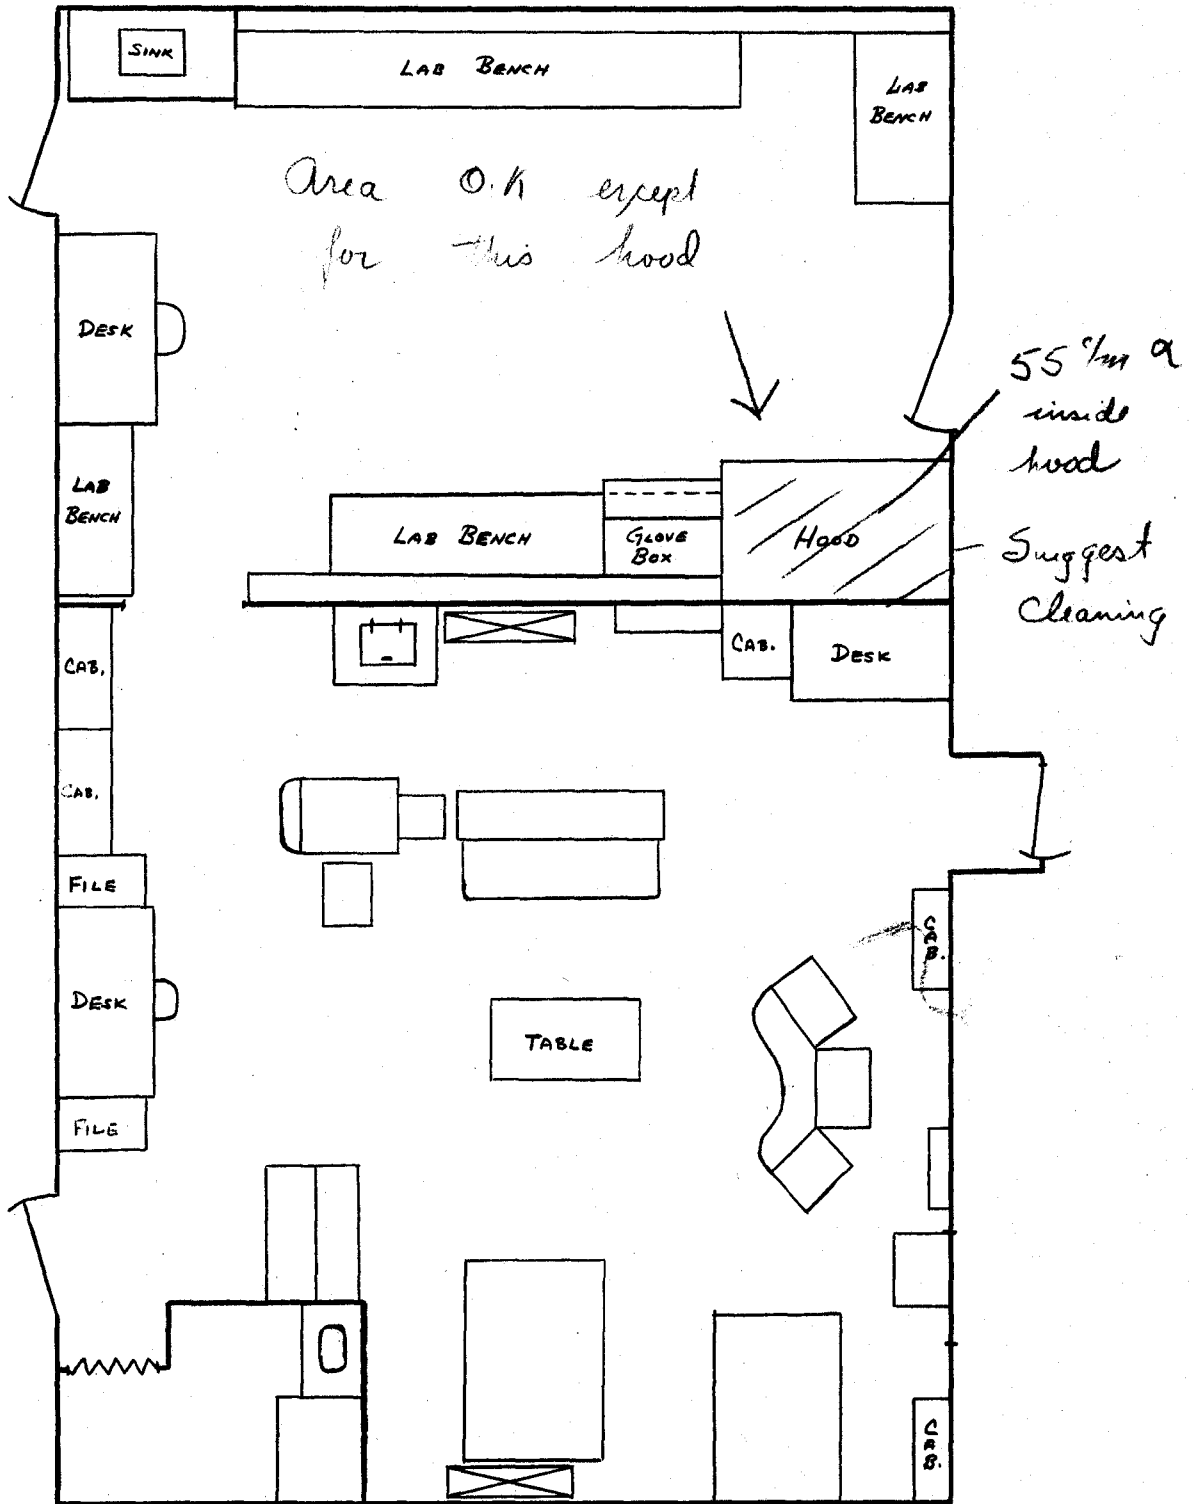 SINK
LAB BENCH
LAB
BENCH
Area O.K except
for this hood
DESK
55 c/m α
inside
hood
LAB
BENCH
LAB BENCH
GLOVE
BOX
HOOD
Suggest
Cleaning
CAB.
CAB.
DESK
CAB.
FILE
CAB.
DESK
TABLE
FILE
CAB.